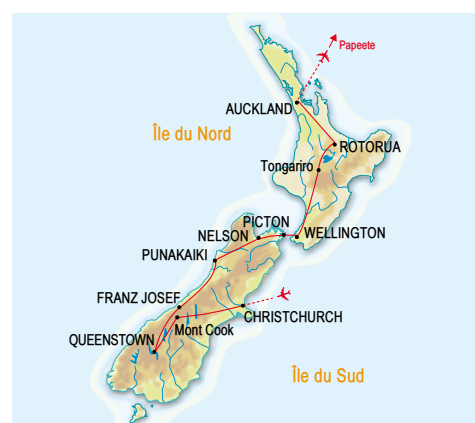 Papeete
AUCKLAND
Île du Nord
ROTORUA
Tongariro
PICTON
NELSON
WELLINGTON
PUNAKAIKI
FRANZ JOSEF
CHRISTCHURCH
Mont Cook
QUEENSTOWN
Île du Sud